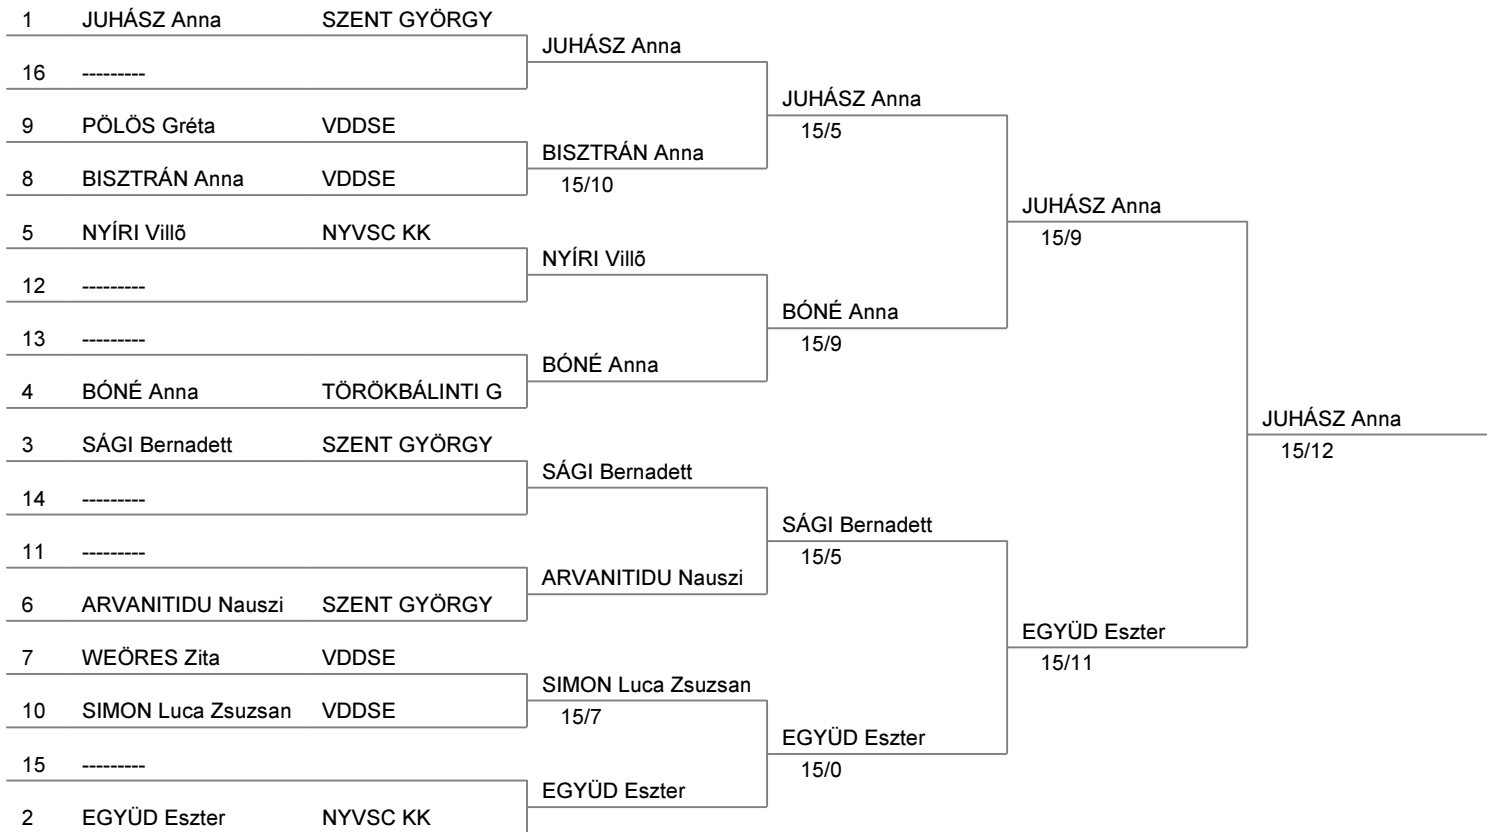 1 JUHÁSZ Anna SZENT GYÖRGY
JUHÁSZ Anna
16 ---------
JUHÁSZ Anna
15/5
9 PÖLÖS Gréta VDDSE
BISZTRÁN Anna
15/10
8 BISZTRÁN Anna VDDSE
JUHÁSZ Anna
15/9
5 NYÍRI Villõ NYVSC KK
NYÍRI Villõ
12 ---------
BÓNÉ Anna
15/9
13 ---------
BÓNÉ Anna
4 BÓNÉ Anna TÖRÖKBÁLINTI G
JUHÁSZ Anna
15/12
3 SÁGI Bernadett SZENT GYÖRGY
SÁGI Bernadett
14 ---------
SÁGI Bernadett
15/5
11 ---------
ARVANITIDU Nauszi
6 ARVANITIDU Nauszi SZENT GYÖRGY
EGYÜD Eszter
15/11
7 WEÖRES Zita VDDSE
SIMON Luca Zsuzsan
15/7
10 SIMON Luca Zsuzsan VDDSE
EGYÜD Eszter
15/0
15 ---------
EGYÜD Eszter
2 EGYÜD Eszter NYVSC KK